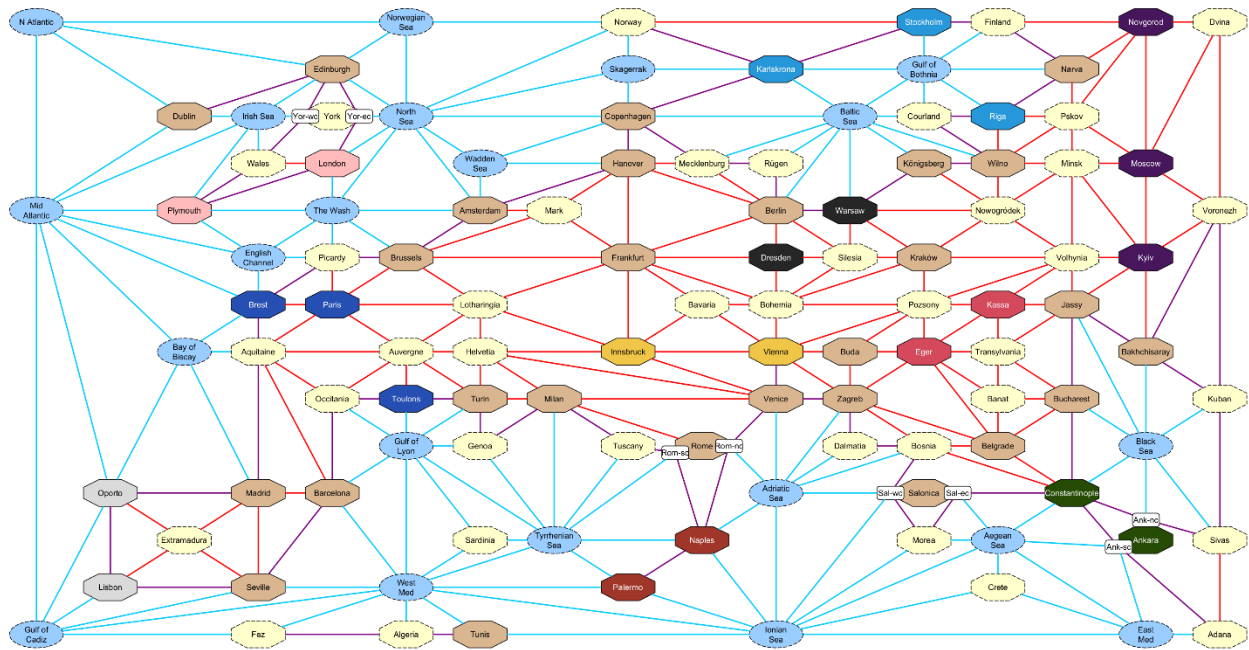 N Atlantic
Norwegian
Sea
Norway
Stockholm
Finland
Novgorod
Dvina
Edinburgh
Skagerrak
Karlskrona
Gulf of
Bothnia
Narva
Dublin
Irish Sea
Yor-wc
York
Yor-ec
North
Sea
Copenhagen
Baltic
Sea
Courland
Riga
Pskov
Wales
London
Wadden
Sea
Hanover
Mecklenburg
Rügen
Königsberg
Wilno
Minsk
Moscow
Mid
Atlantic
Plymouth
The Wash
Amsterdam
Mark
Berlin
Warsaw
Nowogródek
Voronezh
English
Channel
Picardy
Brussels
Frankfurt
Dresden
Silesia
Kraków
Volhynia
Kyiv
Brest
Paris
Lotharingia
Bavaria
Bohemia
Pozsony
Kassa
Jassy
Bay of
Biscay
Aquitaine
Auvergne
Helvetia
Innsbruck
Vienna
Buda
Eger
Transylvania
Bakhchisaray
Occitania
Toulons
Turin
Milan
Venice
Zagreb
Banat
Bucharest
Kuban
Gulf of
Lyon
Genoa
Tuscany
Rom-sc
Rome
Rom-nc
Dalmatia
Bosnia
Belgrade
Black
Sea
Oporto
Madrid
Barcelona
Adriatic
Sea
Sal-wc
Salonica
Sal-ec
Constantinople
Extramadura
Sardinia
Tyrrhenian
Sea
Naples
Morea
Aegean
Sea
Ank-nc
Ankara
Ank-sc
Sivas
Lisbon
Seville
West
Med
Palermo
Crete
Gulf of
Cadiz
Fez
Algeria
Tunis
Ionian
Sea
East
Med
Adana